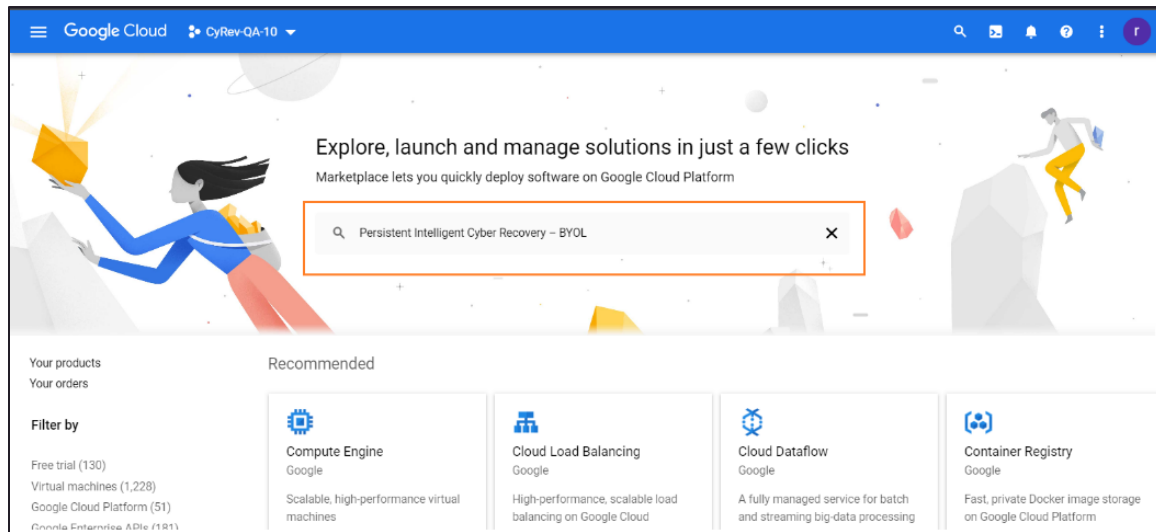 Google Cloud
CyRev-QA-10
r
Explore, launch and manage solutions in just a few clicks
Marketplace lets you quickly deploy software on Google Cloud Platform
Persistent Intelligent Cyber Recovery – BYOL
Your products
Your orders
Filter by
Free trial (130)
Virtual machines (1,228)
Google Cloud Platform (51)
Google Enterprise APIs (181)
Recommended
Compute Engine
Google
Scalable, high-performance virtual
machines
Cloud Load Balancing
Google
High-performance, scalable load
balancing on Google Cloud
Cloud Dataflow
Google
A fully managed service for batch
and streaming big-data processing
Container Registry
Google
Fast, private Docker image storage
on Google Cloud Platform